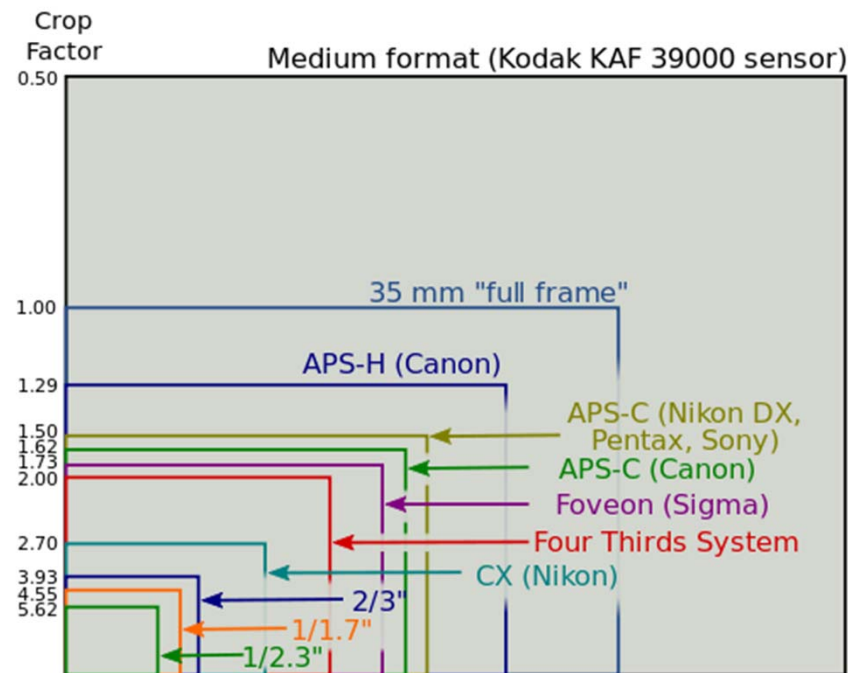 Crop
Factor
Medium format (Kodak KAF 39000 sensor)
0.50
35 mm "full frame"
1.00
APS-H (Canon)
1.29
APS-C (Nikon DX,
Pentax, Sony)
1.50
1.62
APS-C (Canon)
1.73
2.00
Foveon (Sigma)
Four Thirds System
2.70
CX (Nikon)
3.93
4.55
5.62
2/3"
1/1.7"
1/2.3"